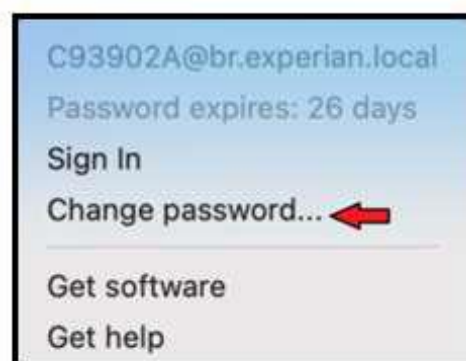 C93902A@br.experian.local
Password expires: 26 days
Sign In
Change password...
Get software
Get help